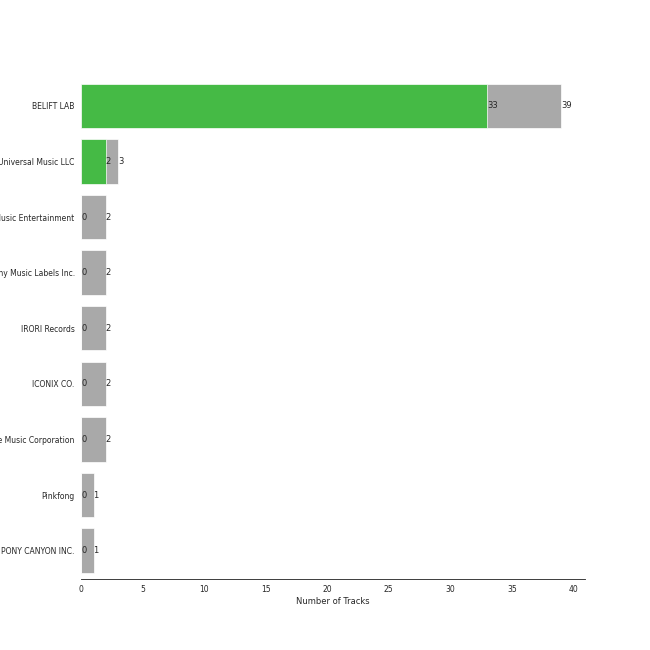 BELIFT LAB 33 39
Universal Music LLC 2 3
Music Entertainment 0 2
Music Labels Inc. 0 2
IRORI Records 0 2
ICONIX CO. 0 2
Music Corporation 0 2
Pinkfong 0 1
PONY CANYON INC. 0 1
0 5 10 15 20 25 30 35 40
Number of Tracks